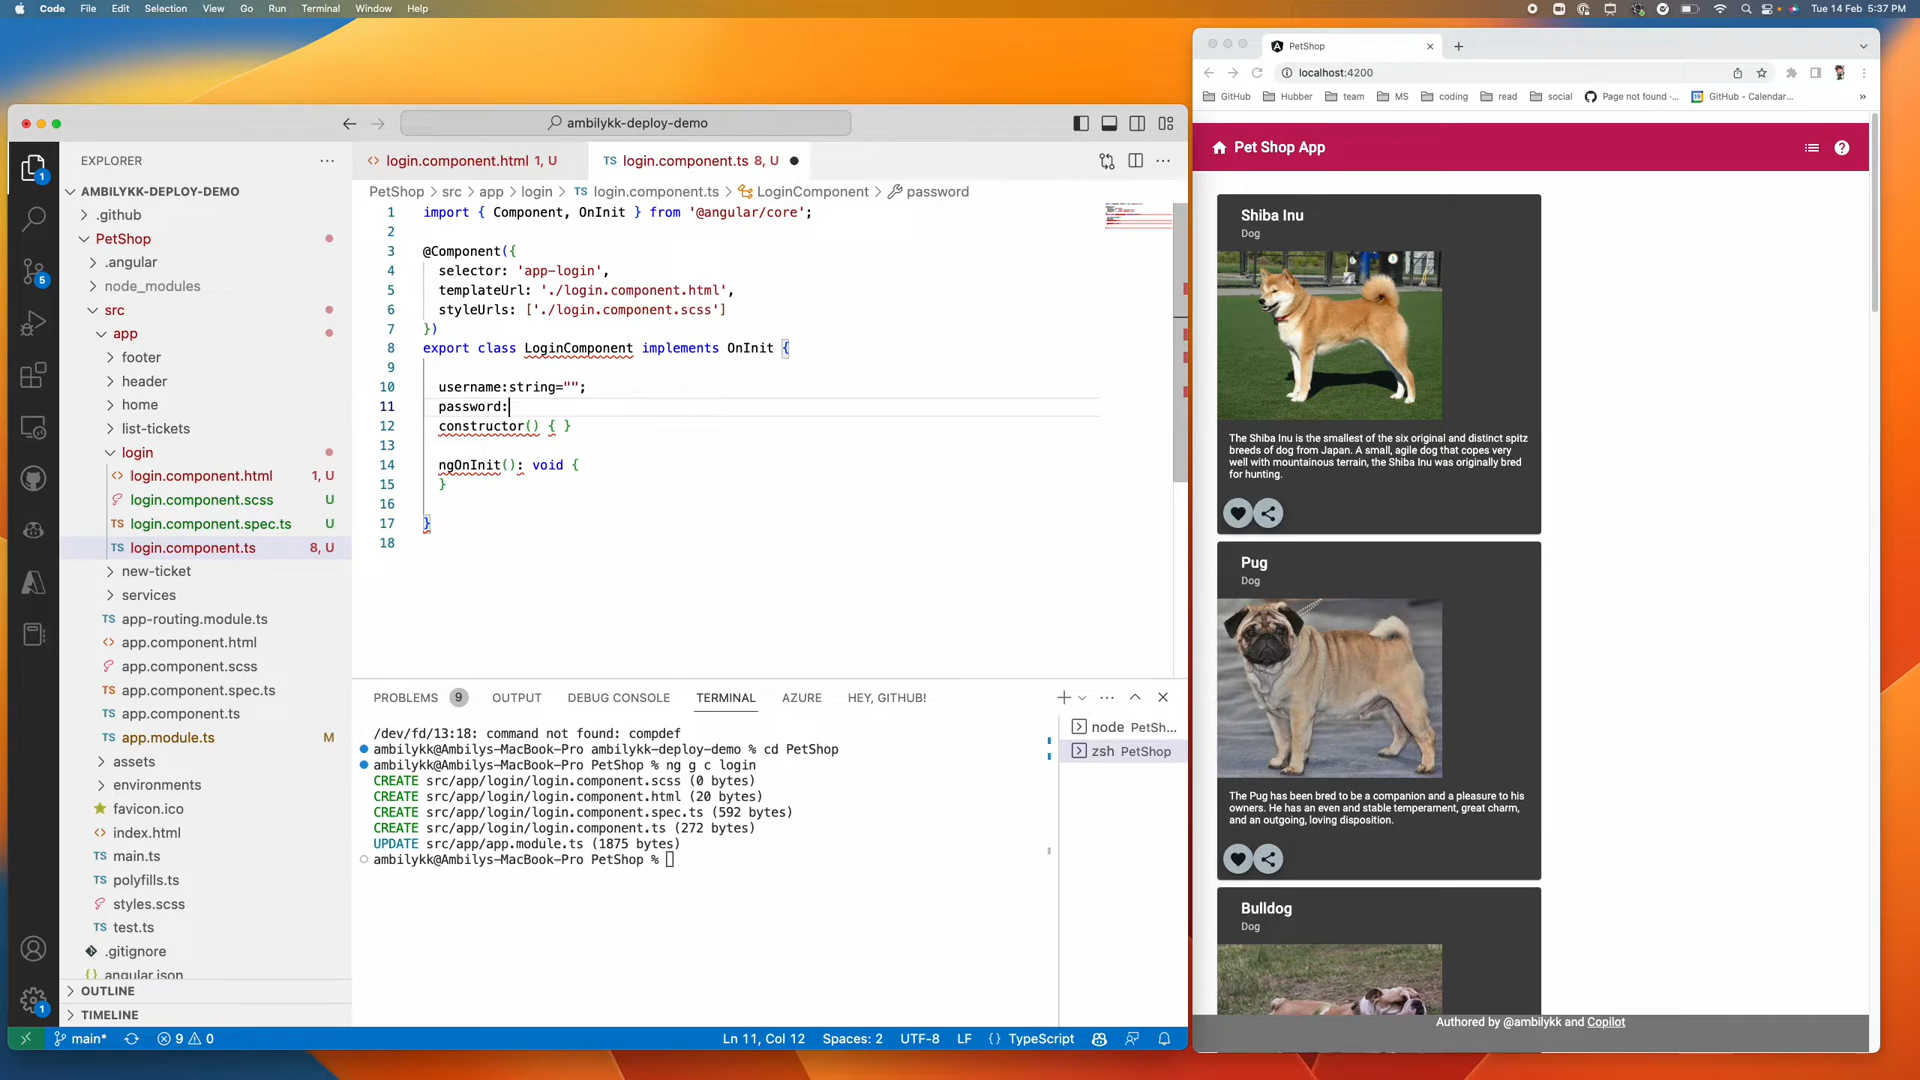 Code File Edit Selection View Go Run Terminal Window Help
Tue 14 Feb 5:37 PM
ambilykk-deploy-demo
EXPLORER
AMBILYKK-DEPLOY-DEMO
.github
PetShop
.angular
node_modules
src
app
footer
header
home
list-tickets
login
login.component.html 1, U
login.component.scss U
login.component.spec.ts U
login.component.ts 8, U
new-ticket
services
app-routing.module.ts
app.component.html
app.component.scss
app.component.spec.ts
app.component.ts
app.module.ts M
assets
environments
favicon.ico
index.html
main.ts
polyfills.ts
styles.scss
test.ts
.gitignore
angular.json
OUTLINE
TIMELINE
1
5
1
login.component.html 1, U
TS login.component.ts 8, U
PetShop > src > app > login > TS login.component.ts > LoginComponent > password
1 import { Component, OnInit } from '@angular/core';
2
3 @Component({
4 selector: 'app-login',
5 templateUrl: './login.component.html',
6 styleUrls: ['./login.component.scss']
7 })
8 export class LoginComponent implements OnInit {
9
10 username:string="";
11 password:
12 constructor() { }
13
14 ngOnInit(): void {
15 }
16
17 }
18
PROBLEMS 9 OUTPUT DEBUG CONSOLE TERMINAL AZURE HEY, GITHUB!
/dev/fd/13:18: command not found: compdef
ambilykk@Ambilys-MacBook-Pro ambilykk-deploy-demo % cd PetShop
ambilykk@Ambilys-MacBook-Pro PetShop % ng g c login
CREATE src/app/login/login.component.scss (0 bytes)
CREATE src/app/login/login.component.html (20 bytes)
CREATE src/app/login/login.component.spec.ts (592 bytes)
CREATE src/app/login/login.component.ts (272 bytes)
UPDATE src/app/app.module.ts (1875 bytes)
ambilykk@Ambilys-MacBook-Pro PetShop %
node PetSh...
zsh PetShop
main* 9 0 Ln 11, Col 12 Spaces: 2 UTF-8 LF {} TypeScript
PetShop
localhost:4200
GitHub Hubber team MS coding read social Page not found ·... GitHub - Calendar... »
Pet Shop App
Shiba Inu
Dog
The Shiba Inu is the smallest of the six original and distinct spitz
breeds of dog from Japan. A small, agile dog that copes very
well with mountainous terrain, the Shiba Inu was originally bred
for hunting.
Pug
Dog
The Pug has been bred to be a companion and a pleasure to his
owners. He has an even and stable temperament, great charm,
and an outgoing, loving disposition.
Bulldog
Dog
Authored by @ambilykk and Copilot